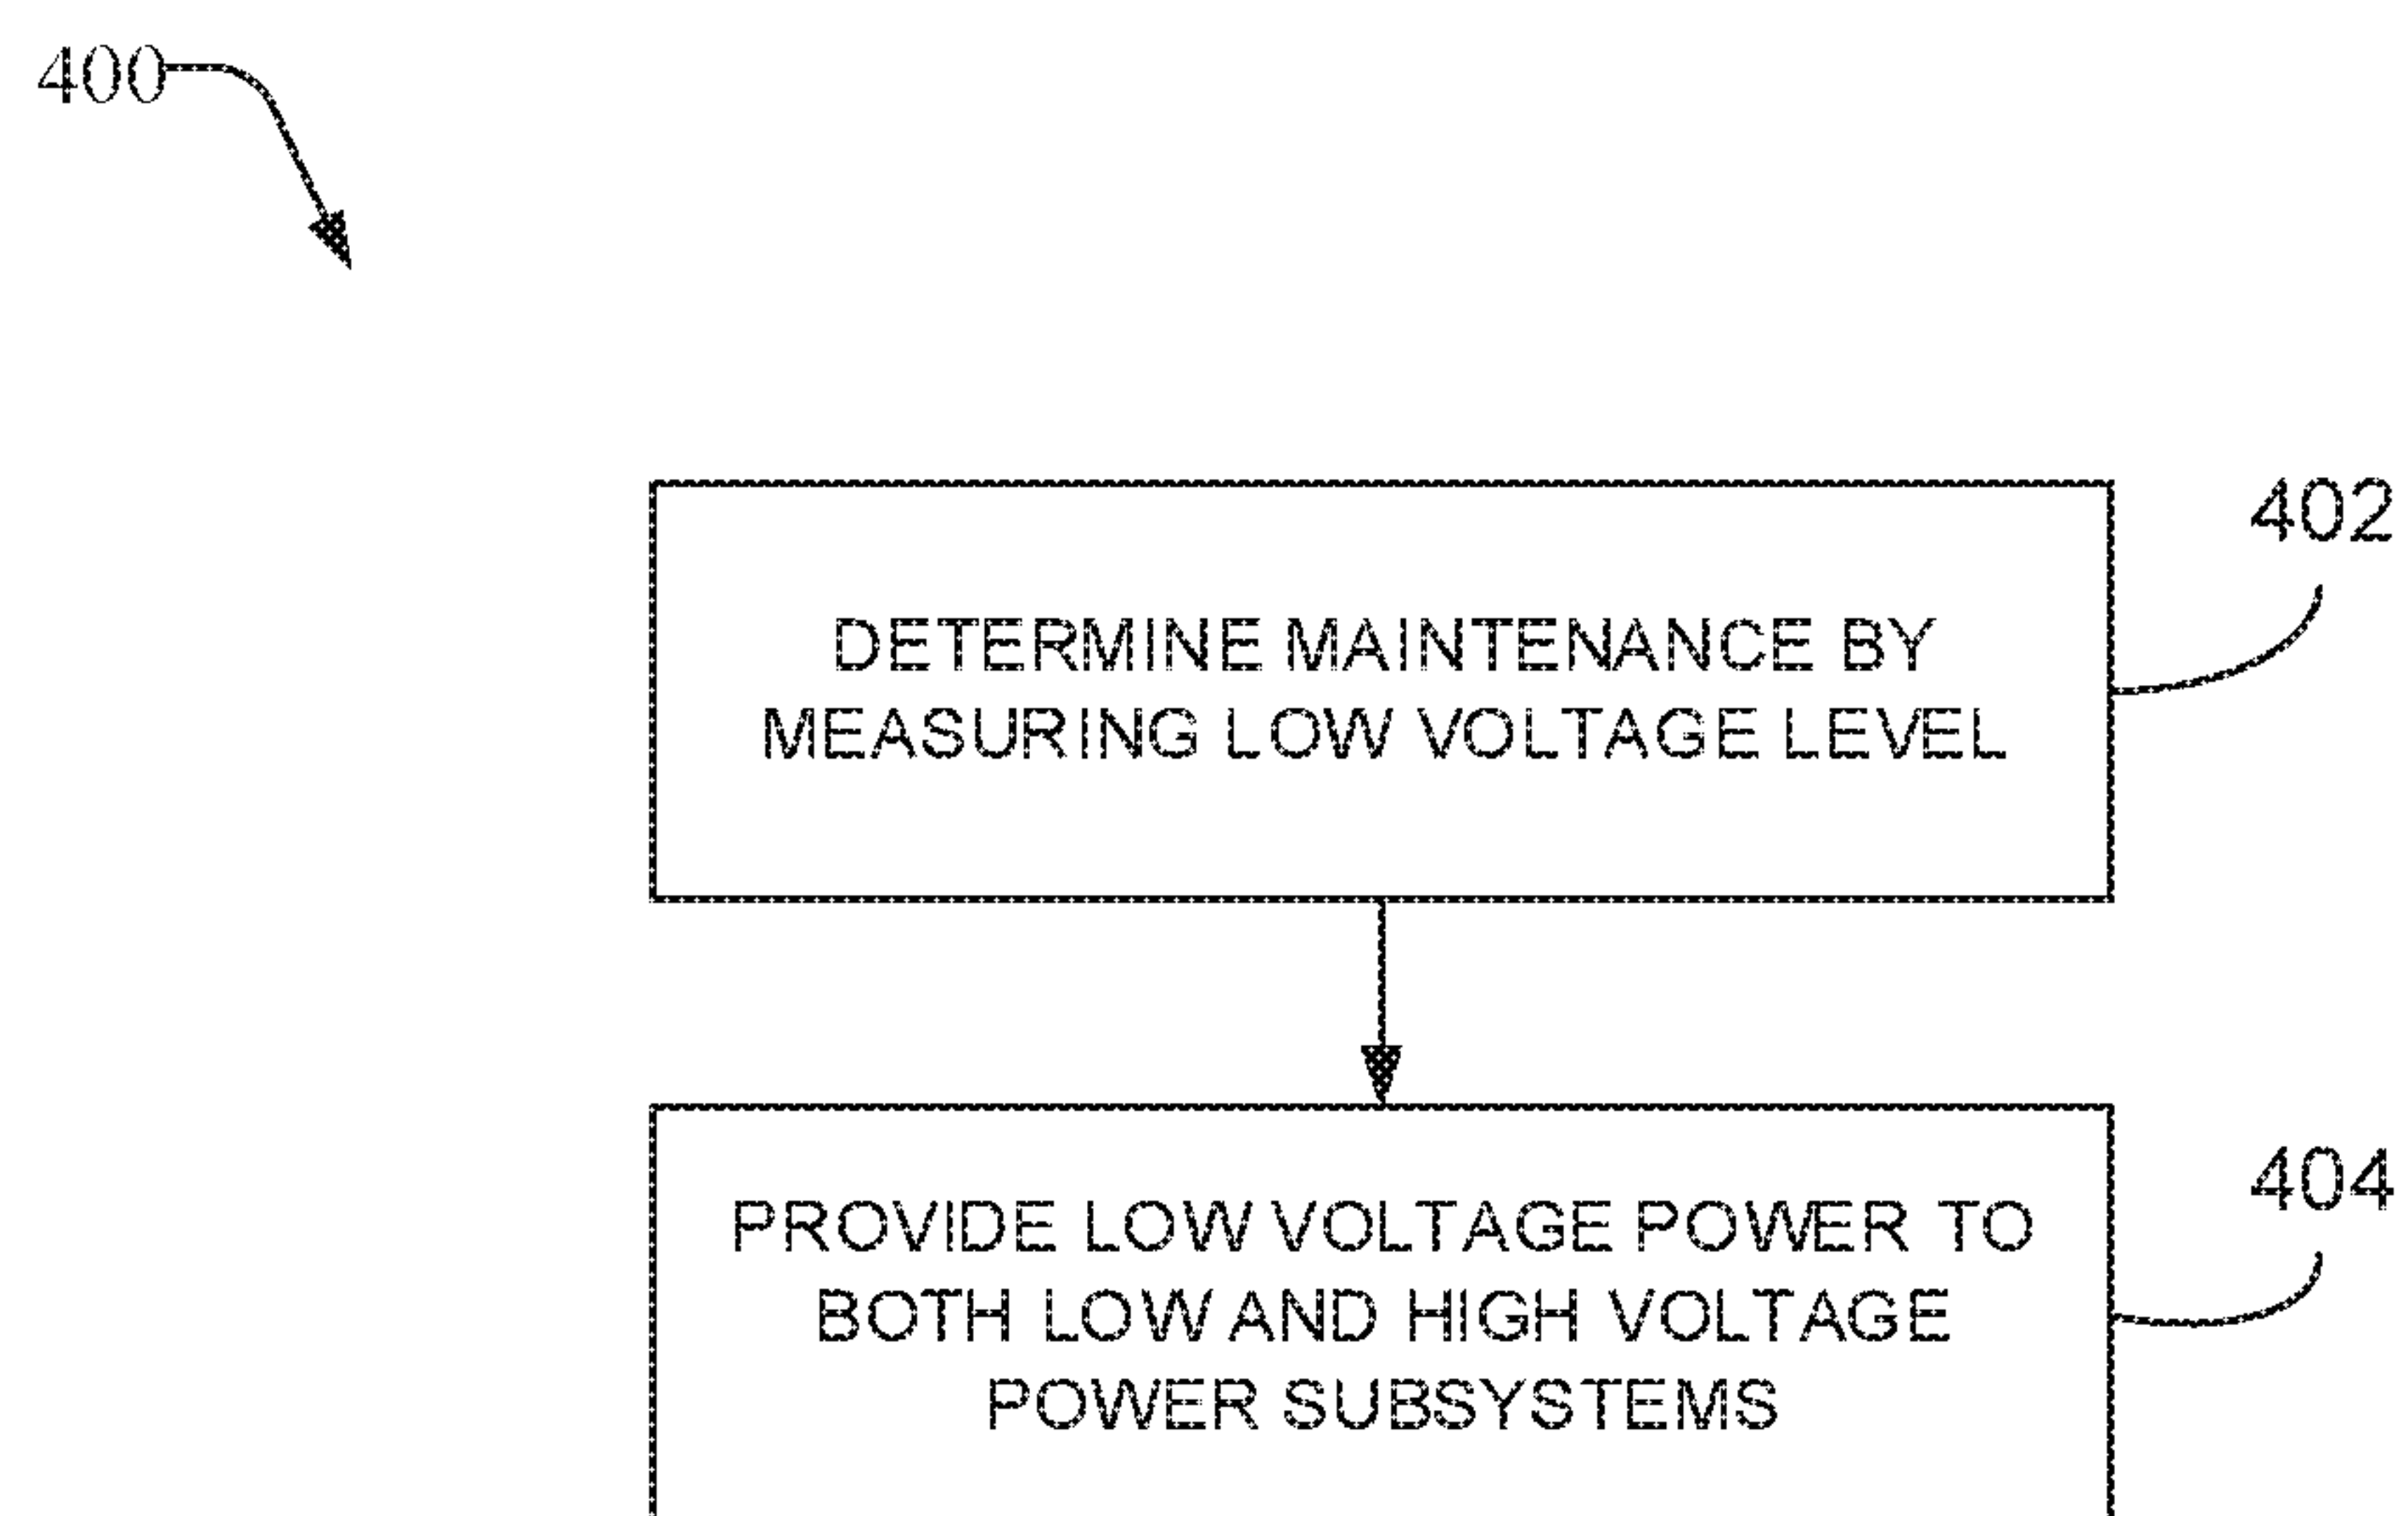 400
402
DETERMINE MAINTENANCE BY
MEASURING LOW VOLTAGE LEVEL
404
PROVIDE LOW VOLTAGE POWER TO
BOTH LOW AND HIGH VOLTAGE
POWER SUBSYSTEMS